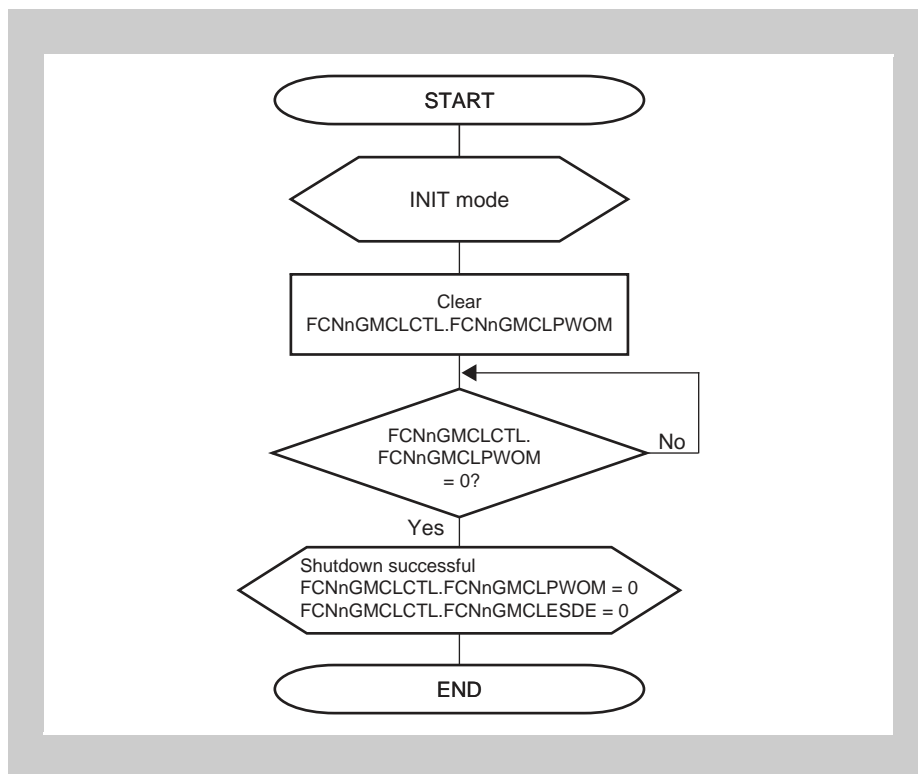 START
INIT mode
Clear
FCNnGMCLCTL.FCNnGMCLPWOM
FCNnGMCLCTL.
FCNnGMCLPWOM
= 0?
No
Yes
Shutdown successful
FCNnGMCLCTL.FCNnGMCLPWOM = 0
FCNnGMCLCTL.FCNnGMCLESDE = 0
END